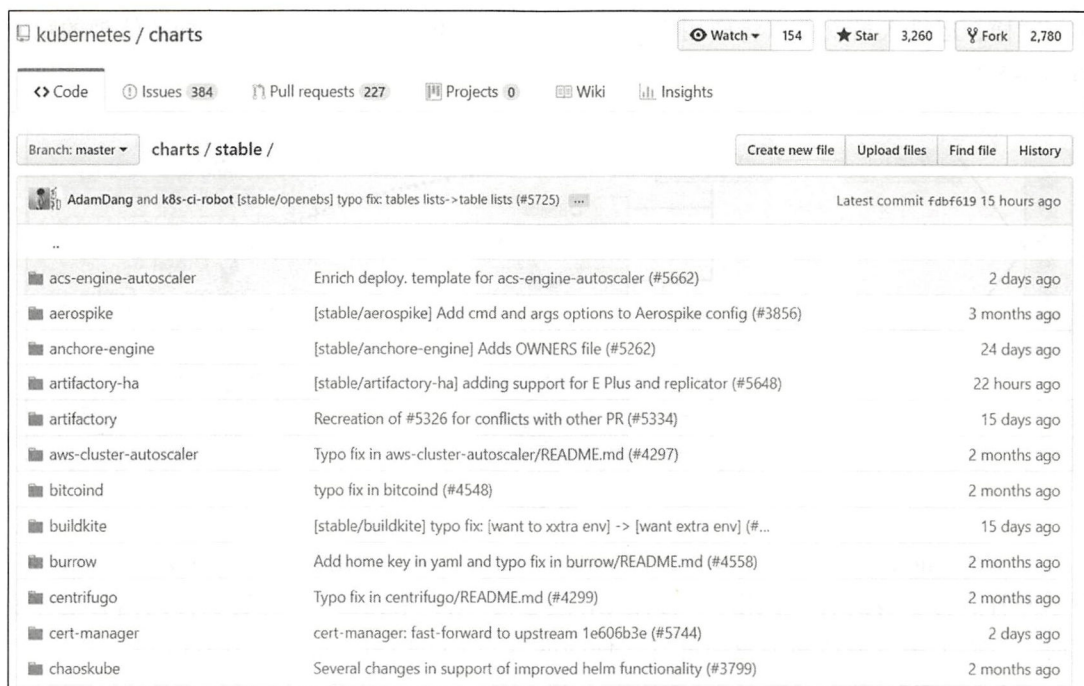 kubernetes / charts
Watch 154 Star 3,260 Fork 2,780
Code Issues 384 Pull requests 227 Projects 0 Wiki Insights
Branch: master charts / stable / Create new file Upload files Find file History
AdamDang and k8s-ci-robot [stable/openebs] typo fix: tables lists->table lists (#5725) ... Latest commit fdbf619 15 hours ago
..
acs-engine-autoscaler Enrich deploy. template for acs-engine-autoscaler (#5662) 2 days ago
aerospike [stable/aerospike] Add cmd and args options to Aerospike config (#3856) 3 months ago
anchore-engine [stable/anchore-engine] Adds OWNERS file (#5262) 24 days ago
artifactory-ha [stable/artifactory-ha] adding support for E Plus and replicator (#5648) 22 hours ago
artifactory Recreation of #5326 for conflicts with other PR (#5334) 15 days ago
aws-cluster-autoscaler Typo fix in aws-cluster-autoscaler/README.md (#4297) 2 months ago
bitcoind typo fix in bitcoind (#4548) 2 months ago
buildkite [stable/buildkite] typo fix: [want to xxtra env] -> [want extra env] (#... 15 days ago
burrow Add home key in yaml and typo fix in burrow/README.md (#4558) 2 months ago
centrifugo Typo fix in centrifugo/README.md (#4299) 2 months ago
cert-manager cert-manager: fast-forward to upstream 1e606b3e (#5744) 2 days ago
chaoskube Several changes in support of improved helm functionality (#3799) 2 months ago